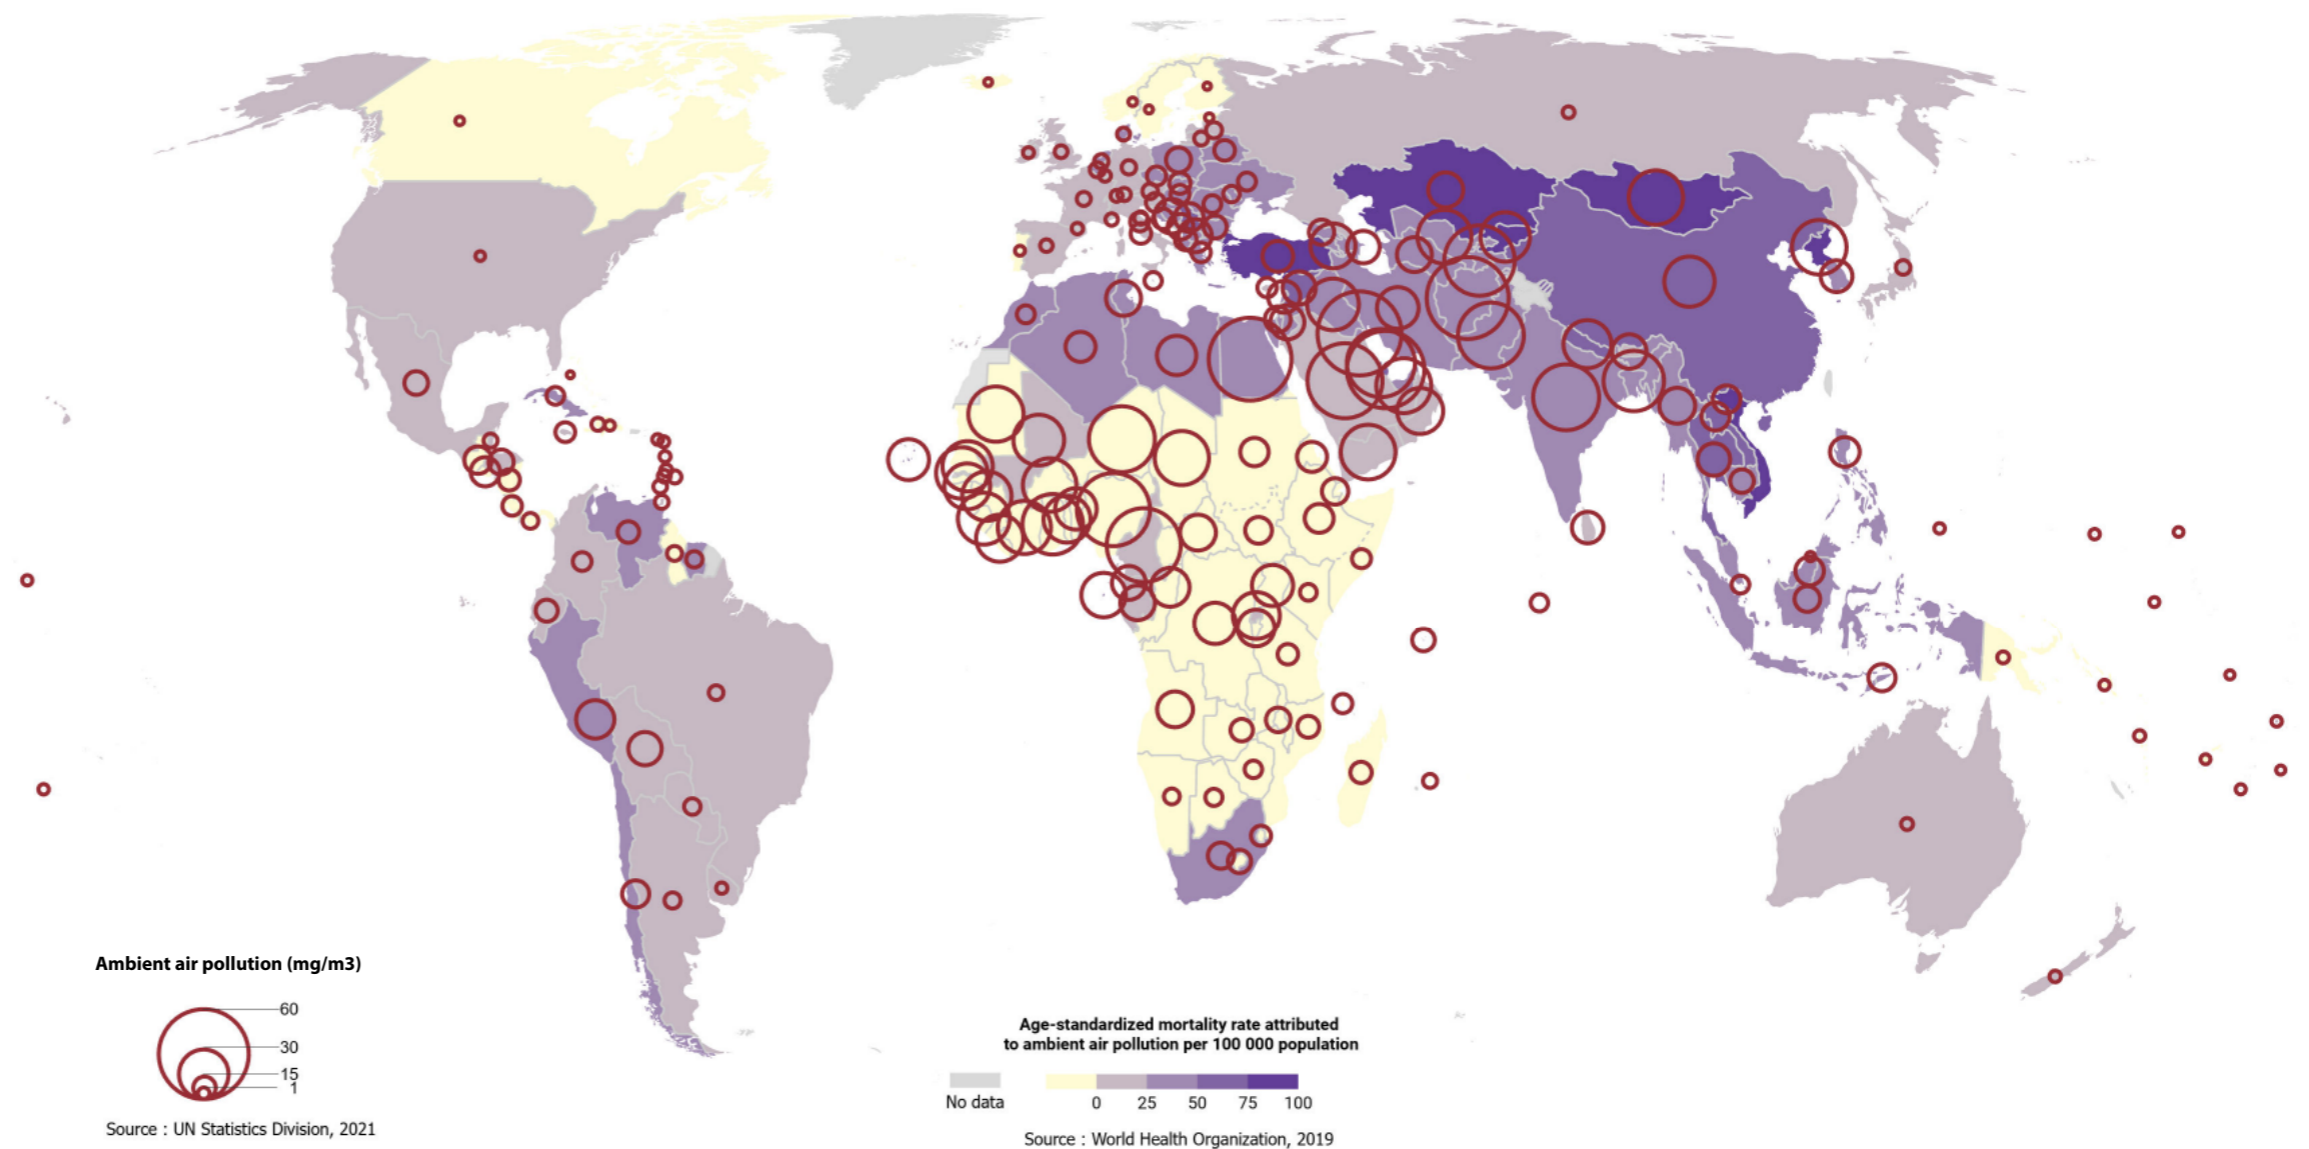 Ambient air pollution (mg/m3)
60
30
15
1
Source : UN Statistics Division, 2021
Age-standardized mortality rate attributed
to ambient air pollution per 100 000 population
No data
0 25 50 75 100
Source : World Health Organization, 2019